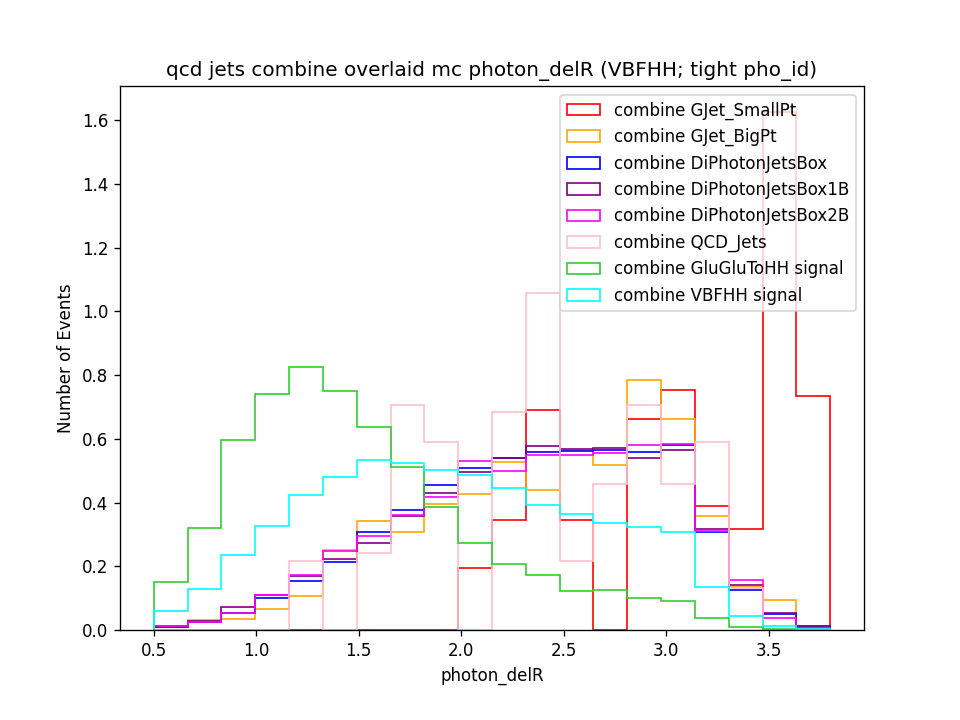 qcd jets combine overlaid mc photon_delR (VBFHH; tight pho_id)
combine GJet_SmallPt
combine GJet_BigPt
combine DiPhotonJetsBox
combine DiPhotonJetsBox1B
combine DiPhotonJetsBox2B
combine QCD_Jets
combine GluGluToHH signal
combine VBFHH signal
Number of Events
1.6
1.4
1.2
1.0
0.8
0.6
0.4
0.2
0.0
0.5 1.0 1.5 2.0 2.5 3.0 3.5
photon_delR